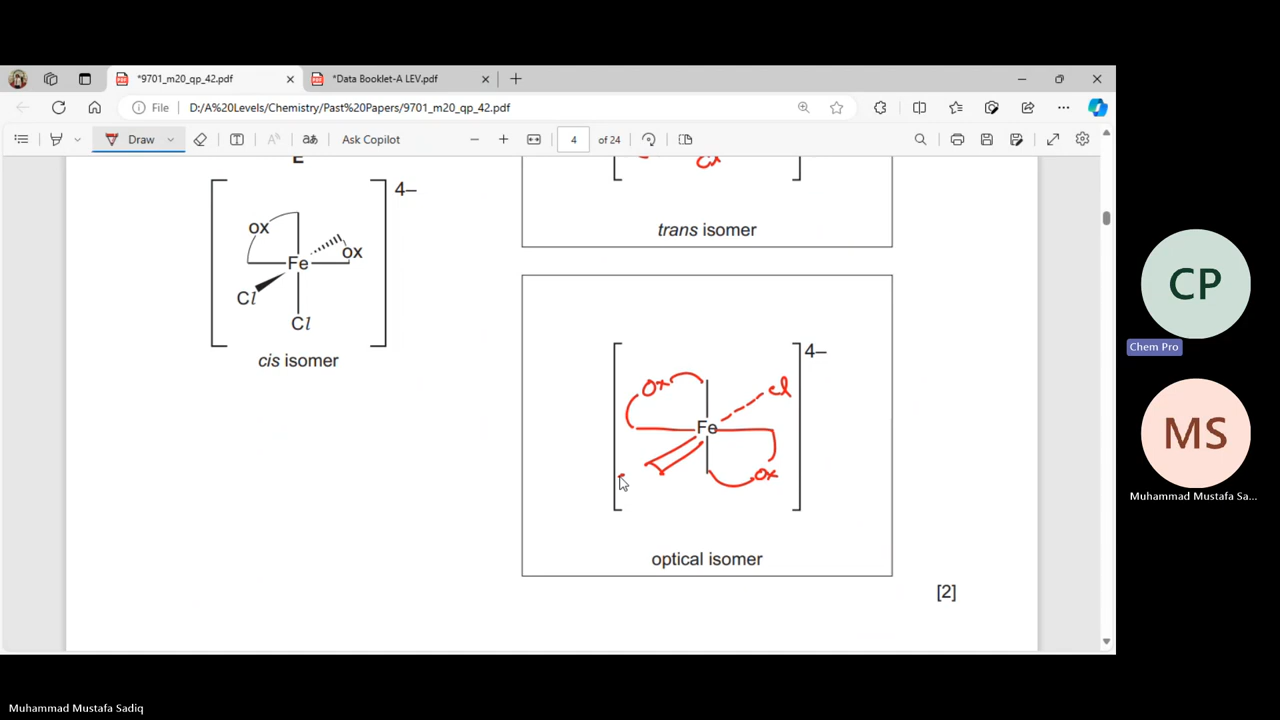 *9701_m20_qp_42.pdf
*Data Booklet-A LEV.pdf
File D:/A%20Levels/Chemistry/Past%20Papers/9701_m20_qp_42.pdf
Draw
Ask Copilot
4 of 24
E
4–
ox
ox
Fe
Cl
Cl
cis isomer
ox
trans isomer
4–
Ox
cl
Fe
Ox
optical isomer
[2]
CP
Chem Pro
MS
Muhammad Mustafa Sa...
Muhammad Mustafa Sadiq